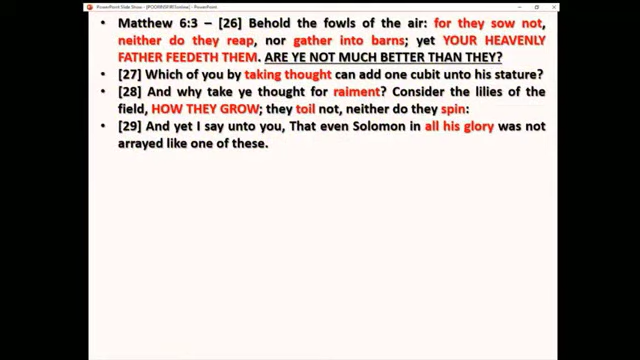 PowerPoint Slide Show - [POORINSPIRITonline] - PowerPoint
• Matthew 6:3 – [26] Behold the fowls of the air: for they sow not,
neither do they reap, nor gather into barns; yet YOUR HEAVENLY
FATHER FEEDETH THEM. ARE YE NOT MUCH BETTER THAN THEY?
• [27] Which of you by taking thought can add one cubit unto his stature?
• [28] And why take ye thought for raiment? Consider the lilies of the
field, HOW THEY GROW; they toil not, neither do they spin:
• [29] And yet I say unto you, That even Solomon in all his glory was not
arrayed like one of these.